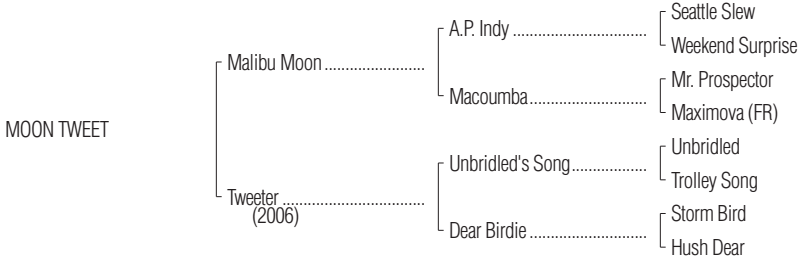 Seattle Slew
A.P. Indy ................................
Weekend Surprise
Malibu Moon ........................
Mr. Prospector
Macoumba............................
Maximova (FR)
MOON TWEET
Unbridled
Unbridled's Song..................
Trolley Song
Tweeter .................................
(2006)
Storm Bird
Dear Birdie ............................
Hush Dear